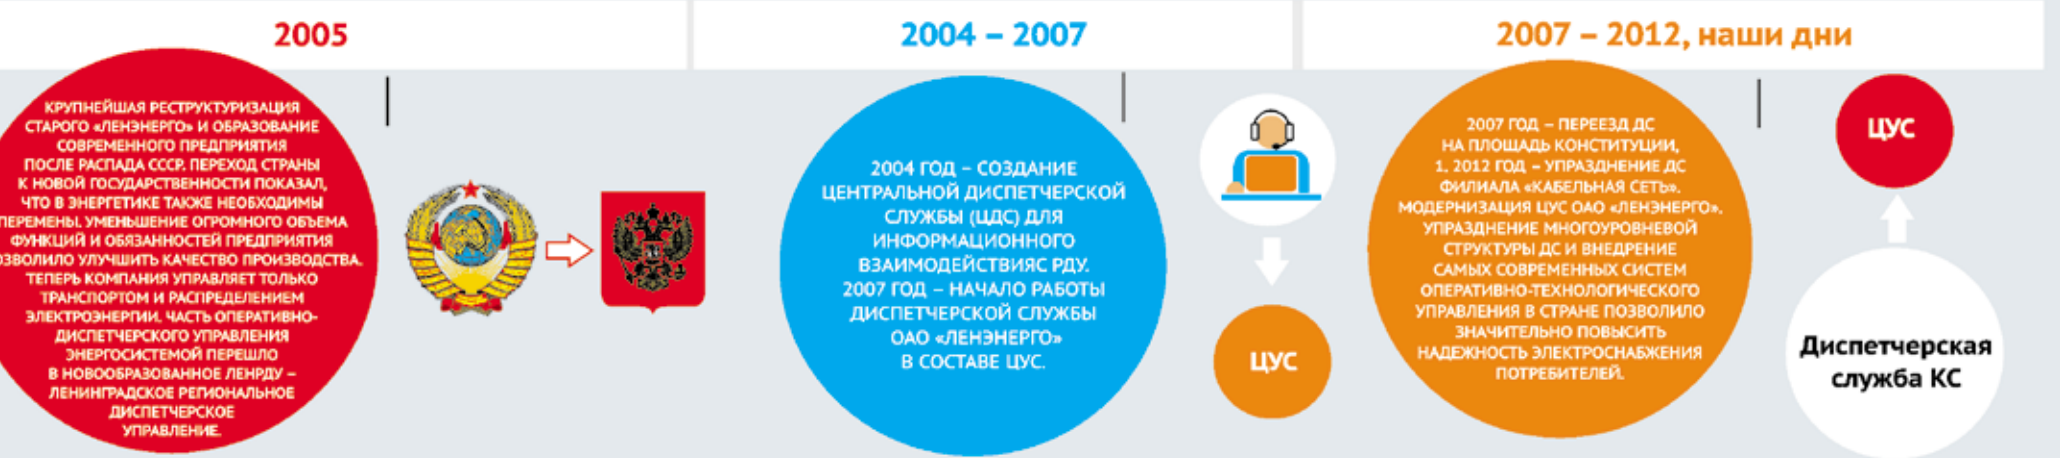 2005
КРУПНЕЙШАЯ РЕСТРУКТУРИЗАЦИЯ
СТАРОГО «ЛЕНЭНЕРГО» И ОБРАЗОВАНИЕ
СОВРЕМЕННОГО ПРЕДПРИЯТИЯ
ПОСЛЕ РАСПАДА СССР. ПЕРЕХОД СТРАНЫ
К НОВОЙ ГОСУДАРСТВЕННОСТИ ПОКАЗАЛ,
ЧТО В ЭНЕРГЕТИКЕ ТАКЖЕ НЕОБХОДИМЫ
ПЕРЕМЕНЫ. УМЕНЬШЕНИЕ ОГРОМНОГО ОБЪЕМА
ФУНКЦИЙ И ОБЯЗАННОСТЕЙ ПРЕДПРИЯТИЯ
ОЗВОЛИЛО УЛУЧШИТЬ КАЧЕСТВО ПРОИЗВОДСТВА.
ТЕПЕРЬ КОМПАНИЯ УПРАВЛЯЕТ ТОЛЬКО
ТРАНСПОРТОМ И РАСПРЕДЕЛЕНИЕМ
ЭЛЕКТРОЭНЕРГИИ. ЧАСТЬ ОПЕРАТИВНО-
ДИСПЕТЧЕРСКОГО УПРАВЛЕНИЯ
ЭНЕРГОСИСТЕМОЙ ПЕРЕШЛО
В НОВООБРАЗОВАННОЕ ЛЕНРДУ –
ЛЕНИНГРАДСКОЕ РЕГИОНАЛЬНОЕ
ДИСПЕТЧЕРСКОЕ
УПРАВЛЕНИЕ.
2004 – 2007
2004 ГОД – СОЗДАНИЕ
ЦЕНТРАЛЬНОЙ ДИСПЕТЧЕРСКОЙ
СЛУЖБЫ (ЦДС) ДЛЯ
ИНФОРМАЦИОННОГО
ВЗАИМОДЕЙСТВИЯС РДУ.
2007 ГОД – НАЧАЛО РАБОТЫ
ДИСПЕТЧЕРСКОЙ СЛУЖБЫ
ОАО «ЛЕНЭНЕРГО»
В СОСТАВЕ ЦУС.
ЦУС
2007 – 2012, наши дни
2007 ГОД – ПЕРЕЕЗД ДС
НА ПЛОЩАДЬ КОНСТИТУЦИИ,
1. 2012 ГОД – УПРАЗДНЕНИЕ ДС
ФИЛИАЛА «КАБЕЛЬНАЯ СЕТЬ».
МОДЕРНИЗАЦИЯ ЦУС ОАО «ЛЕНЭНЕРГО».
УПРАЗДНЕНИЕ МНОГОУРОВНЕВОЙ
СТРУКТУРЫ ДС И ВНЕДРЕНИЕ
САМЫХ СОВРЕМЕННЫХ СИСТЕМ
ОПЕРАТИВНО-ТЕХНОЛОГИЧЕСКОГО
УПРАВЛЕНИЯ В СТРАНЕ ПОЗВОЛИЛО
ЗНАЧИТЕЛЬНО ПОВЫСИТЬ
НАДЕЖНОСТЬ ЭЛЕКТРОСНАБЖЕНИЯ
ПОТРЕБИТЕЛЕЙ.
ЦУС
Диспетчерская
служба КС